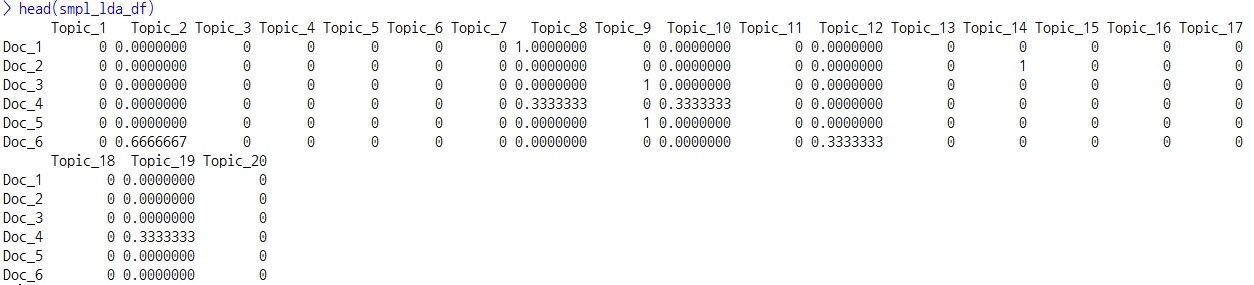 > head(smpl_lda_df)
Topic_1 Topic_2 Topic_3 Topic_4 Topic_5 Topic_6 Topic_7 Topic_8 Topic_9 Topic_10 Topic_11 Topic_12 Topic_13 Topic_14 Topic_15 Topic_16 Topic_17
Doc_1 0 0.0000000 0 0 0 0 0 1.0000000 0 0.0000000 0 0.0000000 0 0 0 0 0
Doc_2 0 0.0000000 0 0 0 0 0 0.0000000 0 0.0000000 0 0.0000000 0 1 0 0 0
Doc_3 0 0.0000000 0 0 0 0 0 0.0000000 1 0.0000000 0 0.0000000 0 0 0 0 0
Doc_4 0 0.0000000 0 0 0 0 0 0.3333333 0 0.3333333 0 0.0000000 0 0 0 0 0
Doc_5 0 0.0000000 0 0 0 0 0 0.0000000 1 0.0000000 0 0.0000000 0 0 0 0 0
Doc_6 0 0.6666667 0 0 0 0 0 0.0000000 0 0.0000000 0 0.3333333 0 0 0 0 0
Topic_18 Topic_19 Topic_20
Doc_1 0 0.0000000 0
Doc_2 0 0.0000000 0
Doc_3 0 0.0000000 0
Doc_4 0 0.3333333 0
Doc_5 0 0.0000000 0
Doc_6 0 0.0000000 0